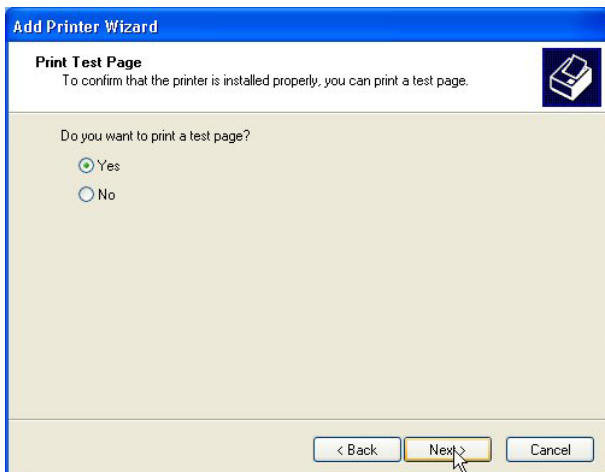 Add Printer Wizard
Print Test Page
To confirm that the printer is installed properly, you can print a test page.
Do you want to print a test page?
Yes
No
< Back
Next >
Cancel